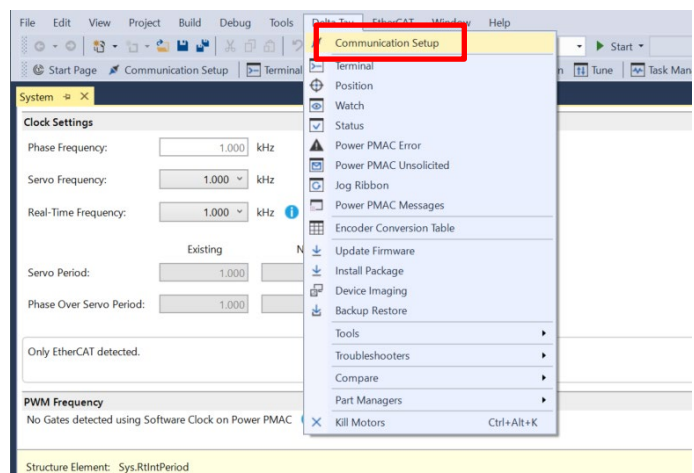 File Edit View Project Build Debug Tools Delta Tau EtherCAT Window Help
Start
Start Page Communication Setup Terminal
Tune Task Man
System
Communication Setup
Terminal
Position
Watch
Status
Power PMAC Error
Power PMAC Unsolicited
Jog Ribbon
Power PMAC Messages
Encoder Conversion Table
Update Firmware
Install Package
Device Imaging
Backup Restore
Tools
Troubleshooters
Compare
Part Managers
Kill Motors Ctrl+Alt+K
Clock Settings
Phase Frequency: 1.000 kHz
Servo Frequency: 1.000 kHz
Real-Time Frequency: 1.000 kHz
Existing N
Servo Period: 1.000
Phase Over Servo Period: 1.000
Only EtherCAT detected.
PWM Frequency
No Gates detected using Software Clock on Power PMAC
Structure Element: Sys.RtIntPeriod